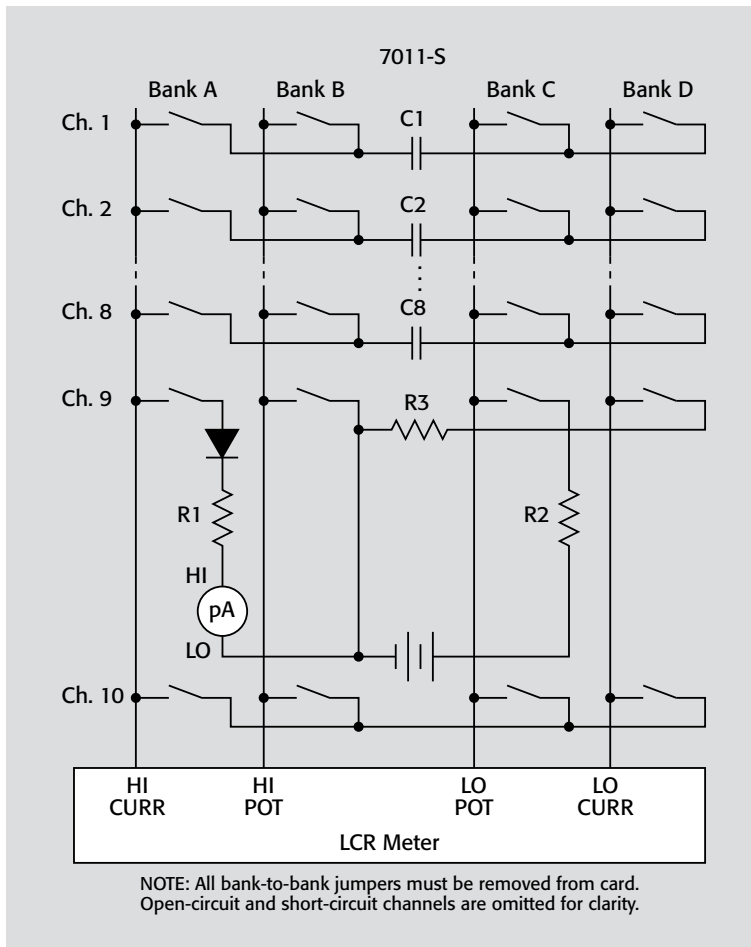 7011-S
Bank A Bank B Bank C Bank D
Ch. 1 C1
Ch. 2 C2
Ch. 8 C8
Ch. 9 R3
R1 R2
HI
pA
LO
Ch. 10
HI CURR HI POT LO POT LO CURR
LCR Meter
NOTE: All bank-to-bank jumpers must be removed from card.
Open-circuit and short-circuit channels are omitted for clarity.